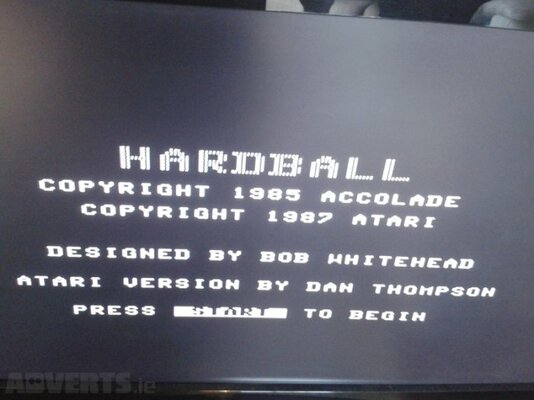 HARDBALL
COPYRIGHT 1985 ACCOLADE
COPYRIGHT 1987 ATARI
DESIGNED BY BOB WHITEHEAD
ATARI VERSION BY DAN THOMPSON
PRESS START TO BEGIN
ADVERTS.ie